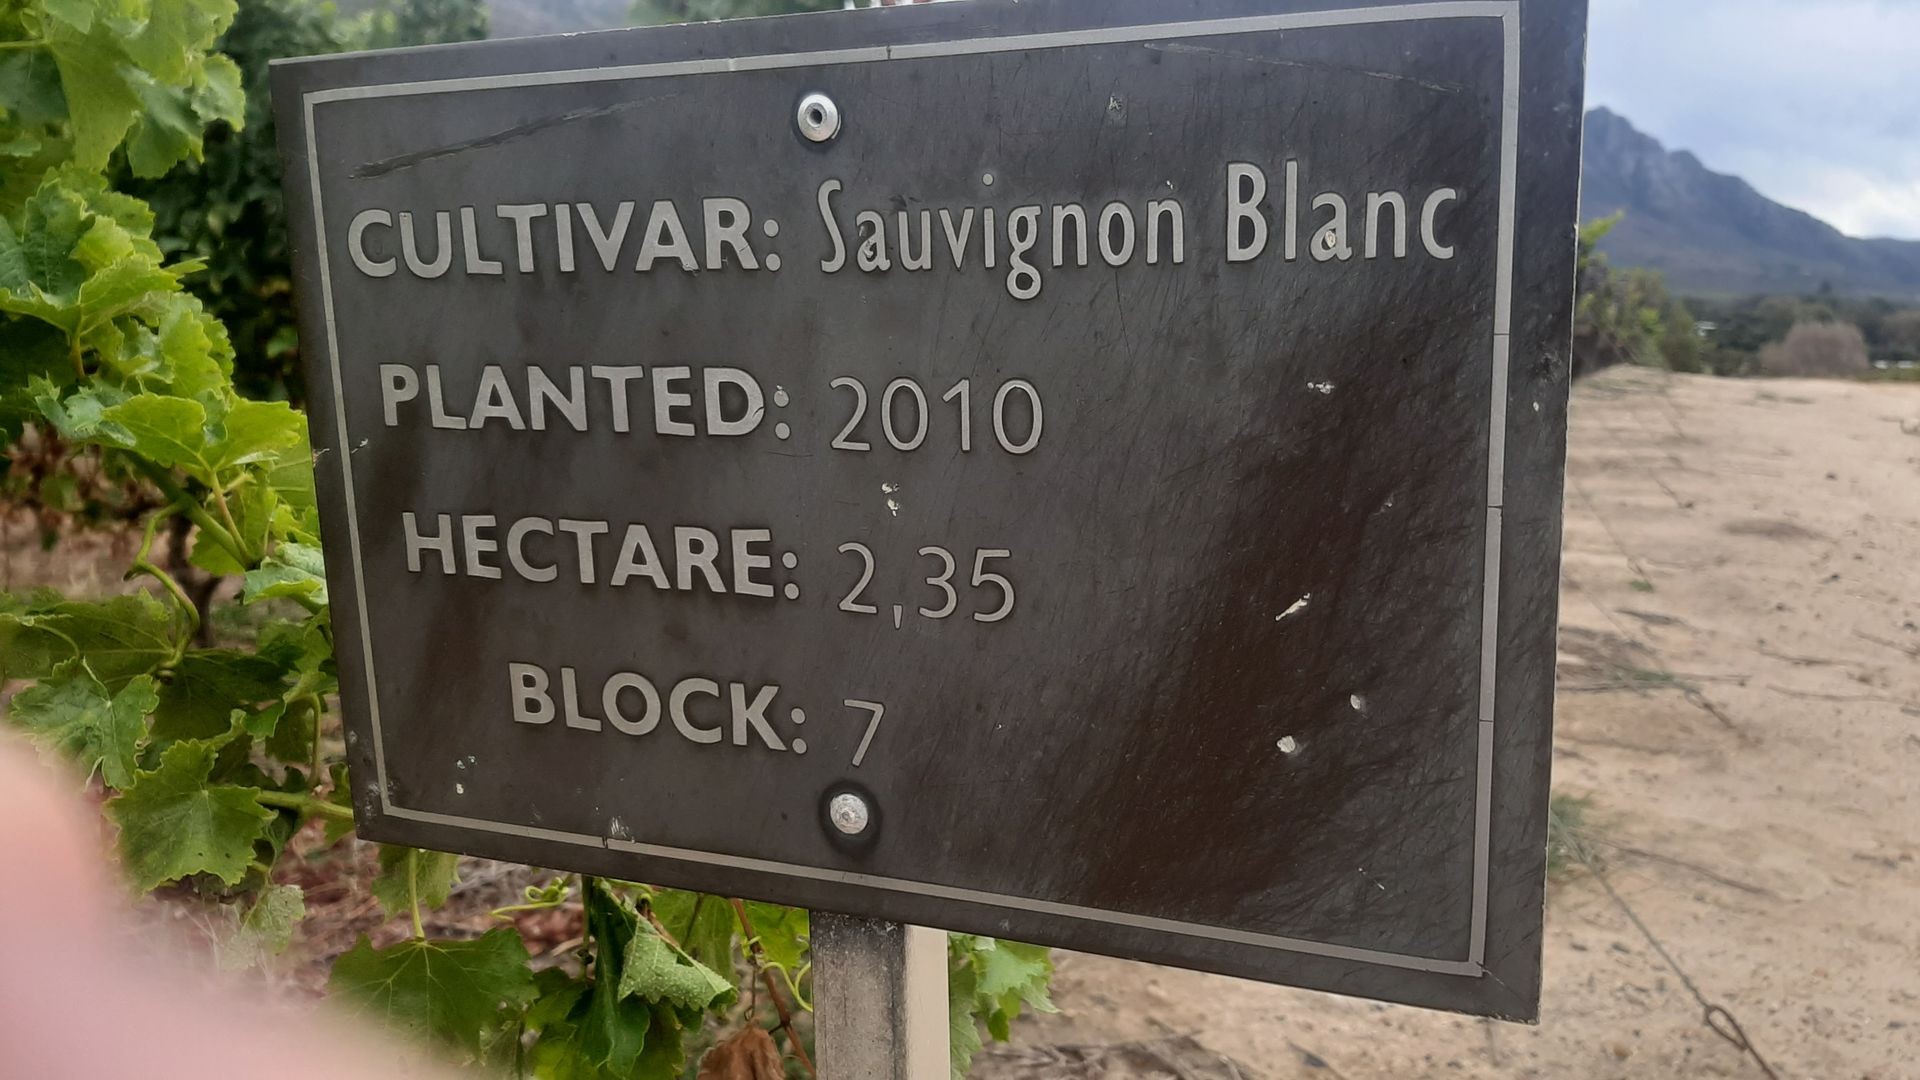 CULTIVAR: Sauvignon Blanc
PLANTED: 2010
HECTARE: 2,35
BLOCK: 7